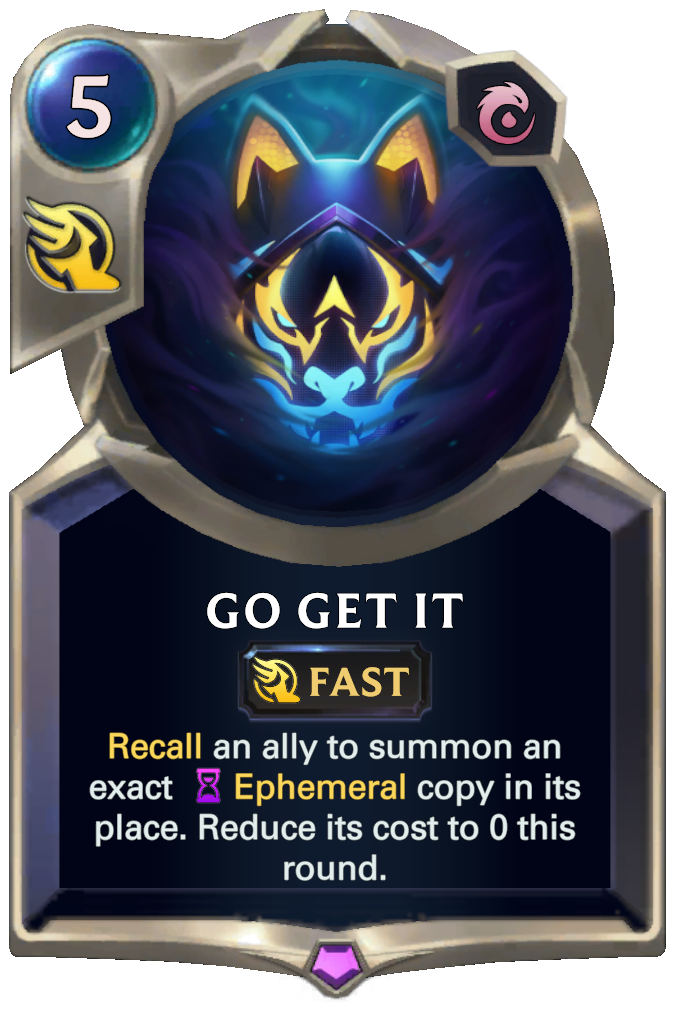 5
GO GET IT
FAST
Recall an ally to summon an
exact Ephemeral copy in its
place. Reduce its cost to 0 this
round.